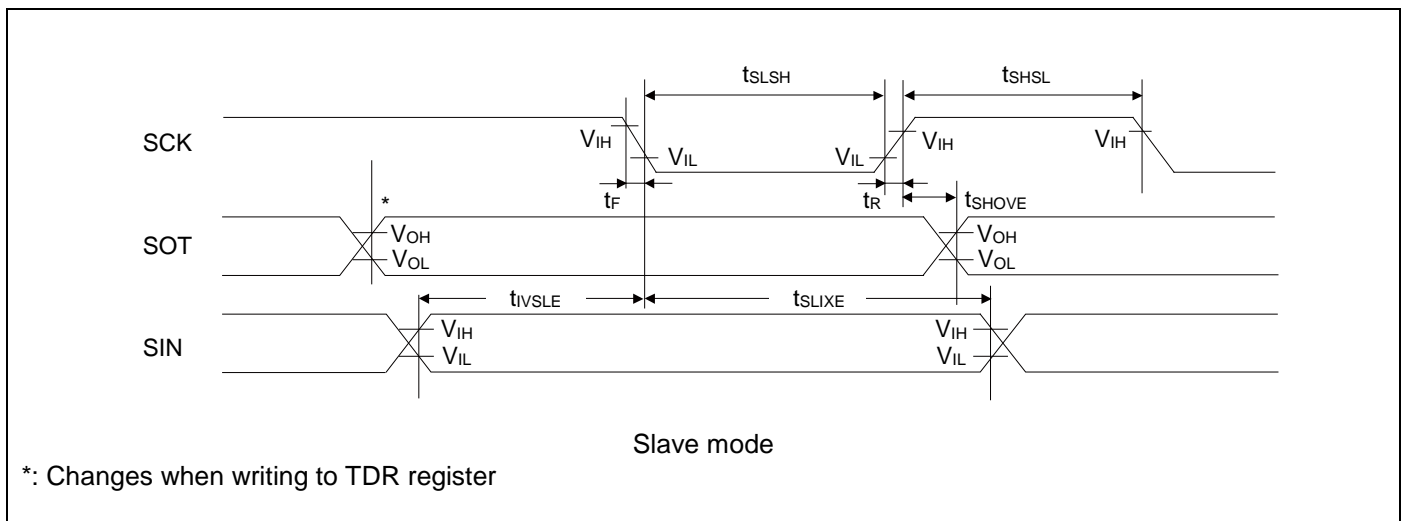 tSLSH tSHSL
SCK VIH VIL VIL VIH VIH
tF tR tSHOVE
*
SOT VOH VOH
VOL VOL
tIVSLE tSLIXE
VIH VIH
SIN
VIL VIL
Slave mode
*: Changes when writing to TDR register